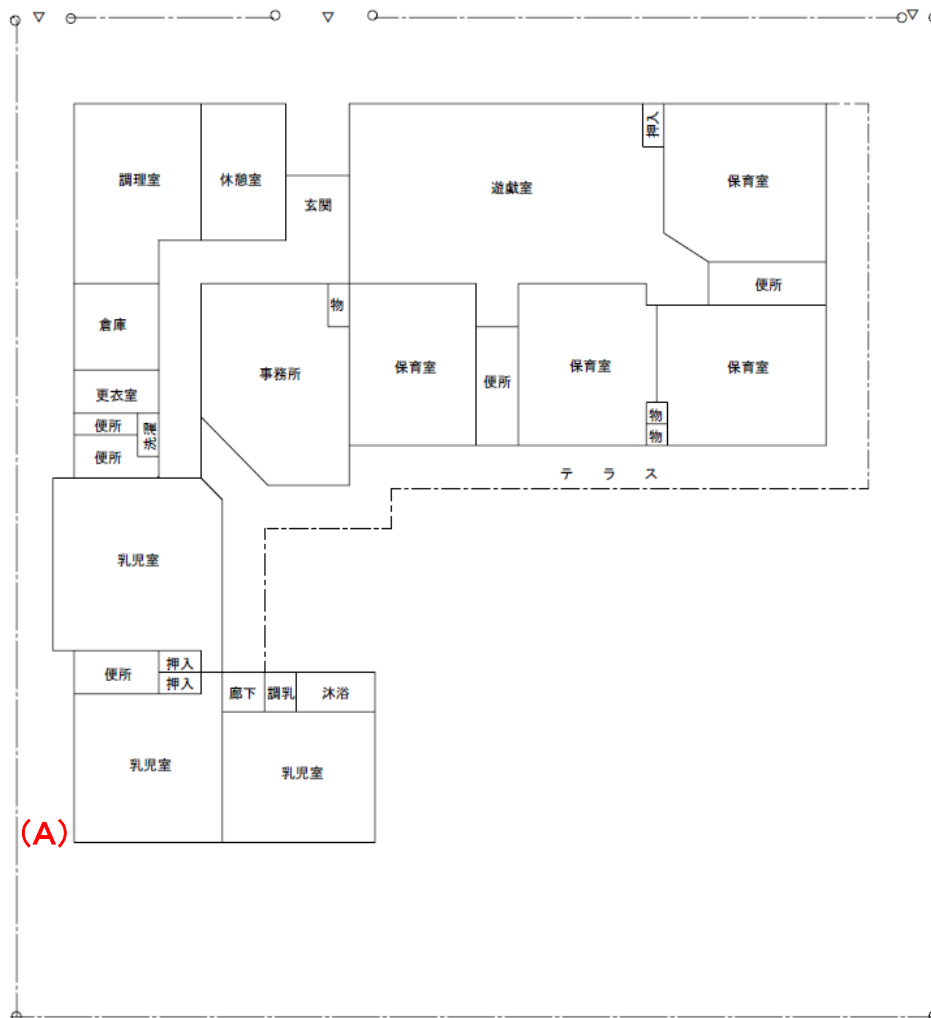 押入
調理室
休憩室
遊戯室
保育室
玄関
便所
物
倉庫
事務所
保育室
保育室
保育室
便所
更衣室
便所
洗濯
便所
物
物
テラス
乳児室
押入
便所
押入
廊下
調乳
沐浴
乳児室
乳児室
(A)